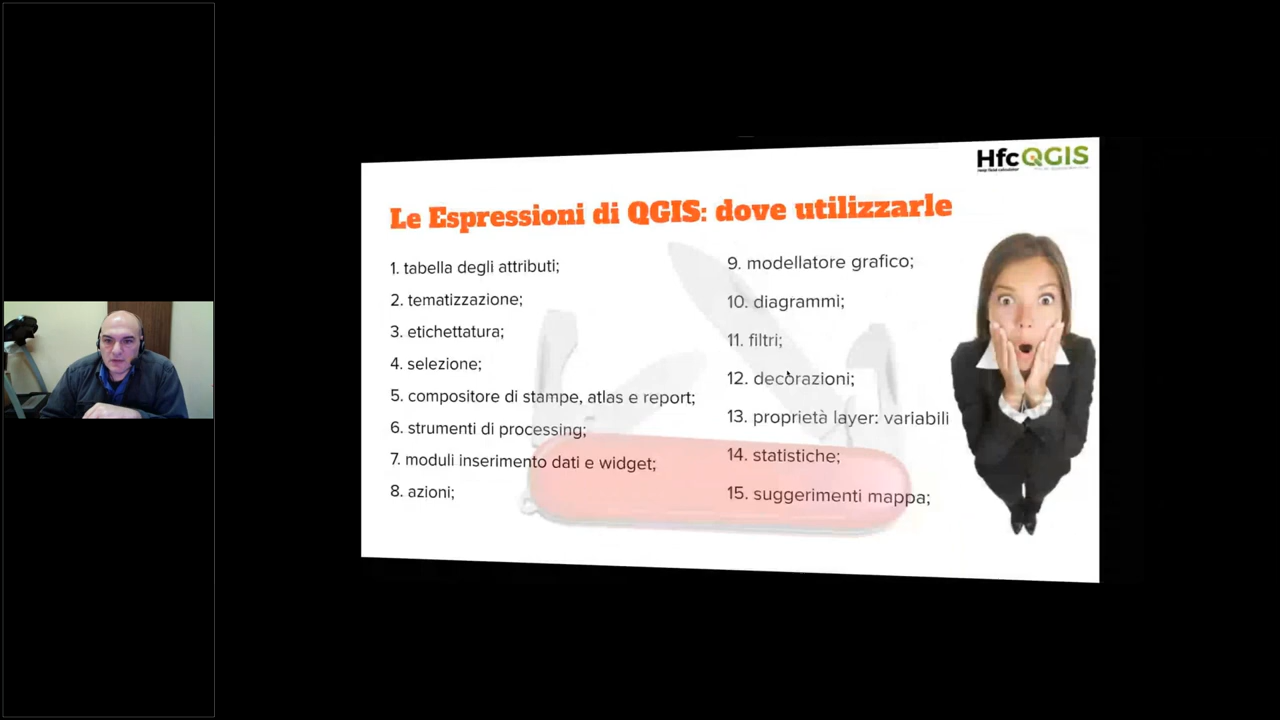 HfcQGIS
Le Espressioni di QGIS: dove utilizzarle
1. tabella degli attributi;
2. tematizzazione;
3. etichettatura;
4. selezione;
5. compositore di stampe, atlas e report;
6. strumenti di processing;
7. moduli inserimento dati e widget;
8. azioni;
9. modellatore grafico;
10. diagrammi;
11. filtri;
12. decorazioni;
13. proprietà layer: variabili
14. statistiche;
15. suggerimenti mappa;